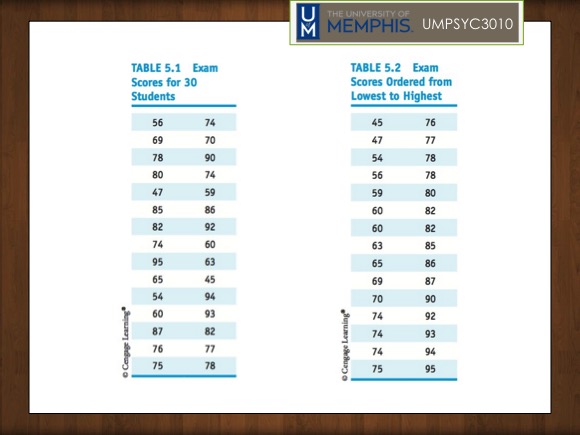 THE UNIVERSITY OF
MEMPHIS.
UM
UMPSYC3010
TABLE 5.1 Exam
Scores for 30
Students
56 74
69 70
78 90
80 74
47 59
85 86
82 92
74 60
95 63
65 45
54 94
60 93
87 82
76 77
75 78
© Cengage Learning®
TABLE 5.2 Exam
Scores Ordered from
Lowest to Highest
45 76
47 77
54 78
56 78
59 80
60 82
60 82
63 85
65 86
69 87
70 90
74 92
74 93
74 94
75 95
© Cengage Learning®